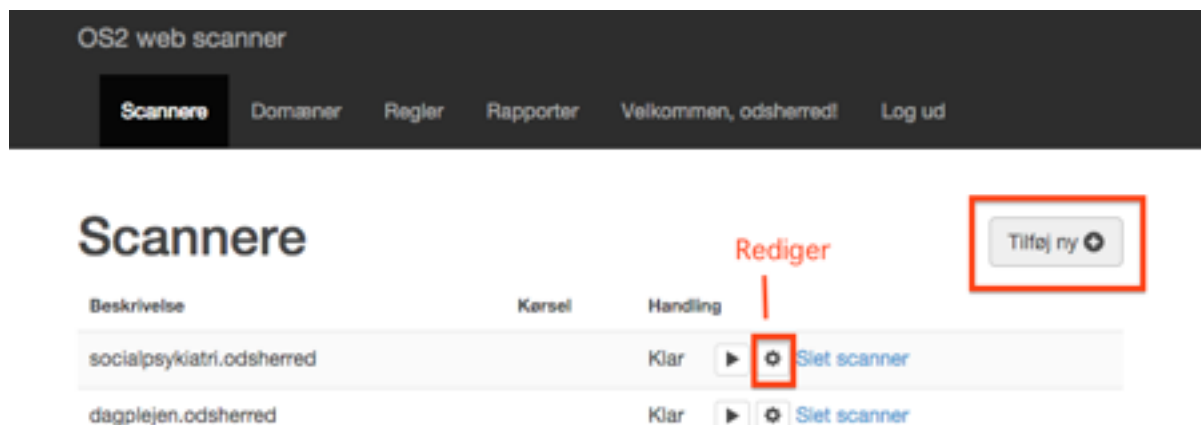 OS2 web scanner
Scannere Domæner Regler Rapporter Velkommen, odsherred! Log ud
Scannere
Tilføj ny
Rediger
Beskrivelse Kørsel Handling
socialpsykiatri.odsherred Klar Slet scanner
dagplejen.odsherred Klar Slet scanner